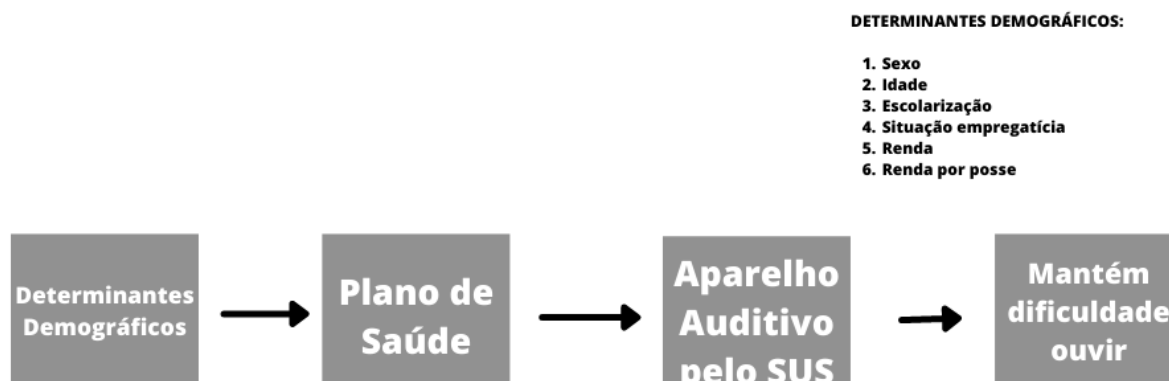 DETERMINANTES DEMOGRÁFICOS:
1. Sexo
2. Idade
3. Escolarização
4. Situação empregatícia
5. Renda
6. Renda por posse
Determinantes
Demográficos
Plano de
Saúde
Aparelho
Auditivo
pelo SUS
Mantém
dificuldade
ouvir